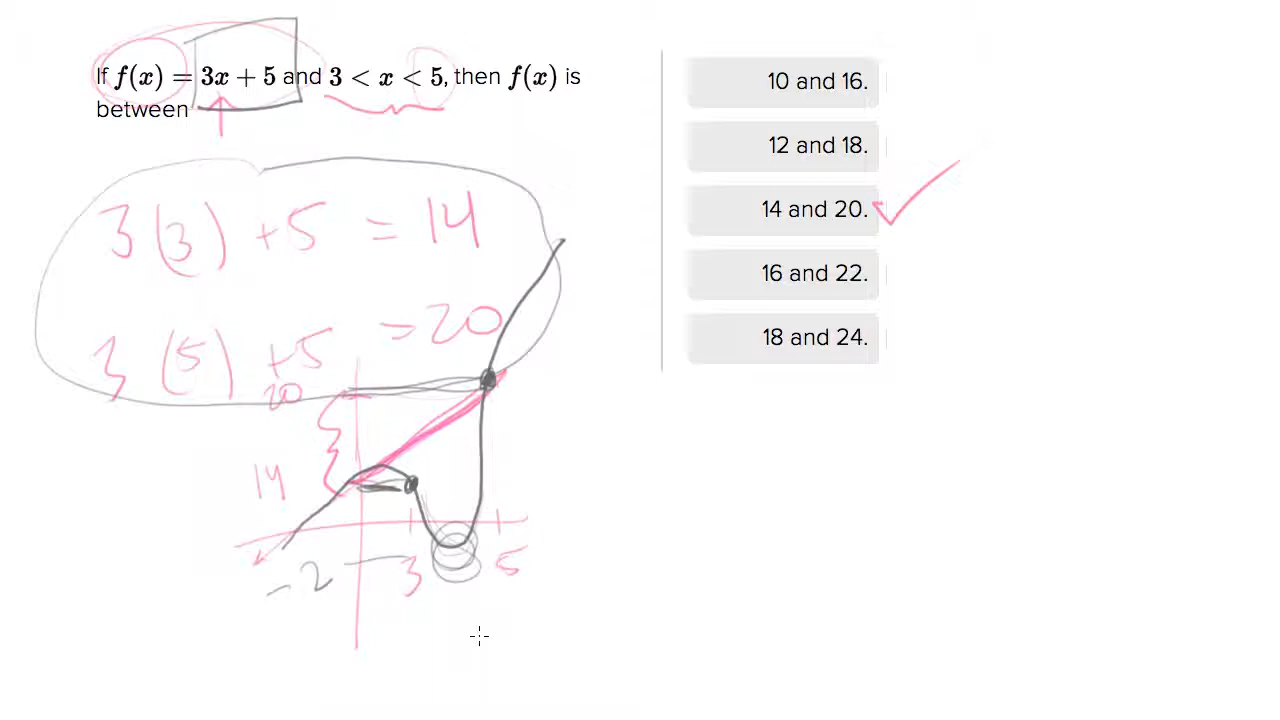 If f(x) = 3x + 5 and 3 < x < 5, then f(x) is
between
10 and 16.
12 and 18.
14 and 20.
16 and 22.
18 and 24.
3(3) + 5 = 14
3(5) + 5 = 20
20
14
-2
3
5